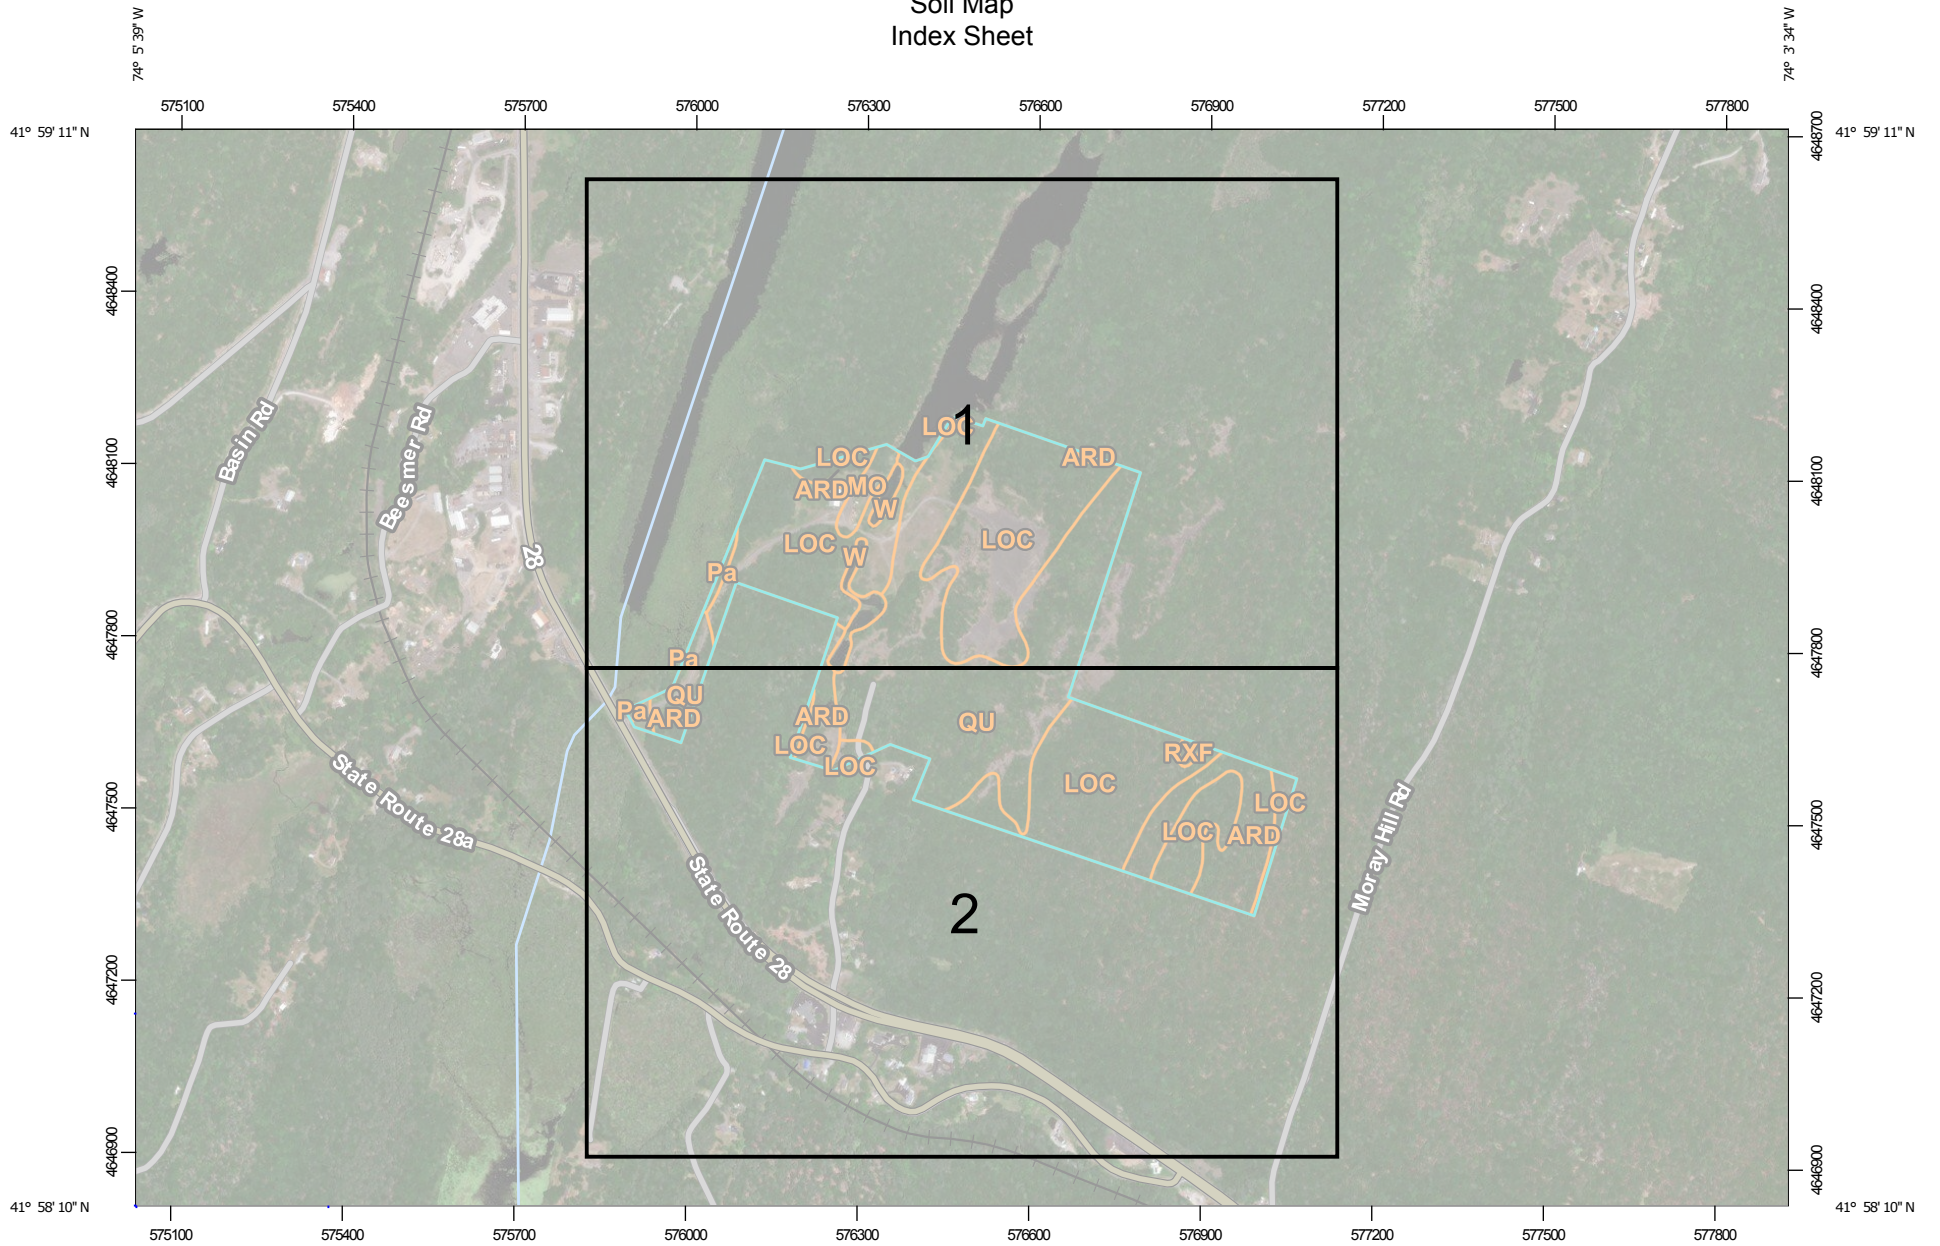 Soil Map
Index Sheet
74° 5' 39" W
74° 3' 34" W
575100 575400 575700 576000 576300 576600 576900 577200 577500 577800
41° 59' 11" N
41° 59' 11" N
4648700
4648400
4648400
4648100
4648100
4647800
4647800
4647500
4647500
4647200
4647200
4646900
4646900
1
LOC
LOC
ARD
ARD
MO
W
LOC
W
LOC
Pa
Pa
QU
Pa
ARD
ARD
QU
LOC
LOC
RXF
LOC
LOC
LOC
ARD
2
Basin Rd
Beesmer Rd
28
State Route 28a
State Route 28
Moray Hill Rd
41° 58' 10" N
41° 58' 10" N
575100 575400 575700 576000 576300 576600 576900 577200 577500 577800